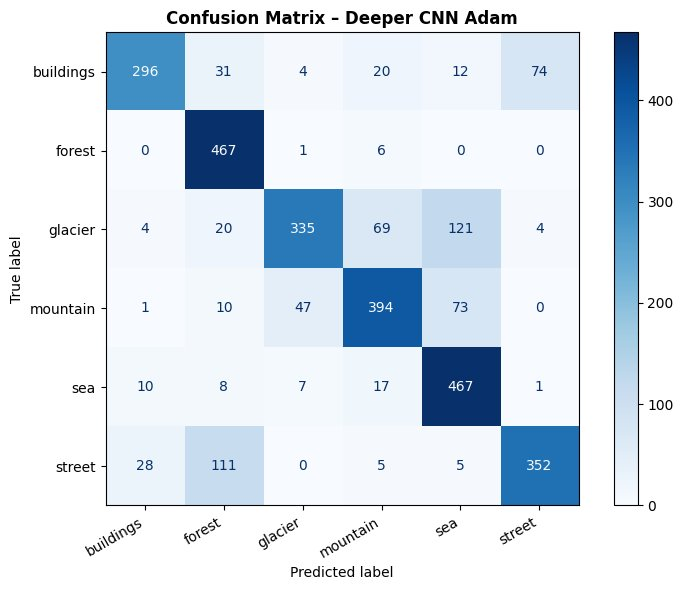 Confusion Matrix – Deeper CNN Adam
buildings 296 31 4 20 12 74
forest 0 467 1 6 0 0
glacier 4 20 335 69 121 4
mountain 1 10 47 394 73 0
sea 10 8 7 17 467 1
street 28 111 0 5 5 352
buildings forest glacier mountain sea street
Predicted label
True label
400
300
200
100
0